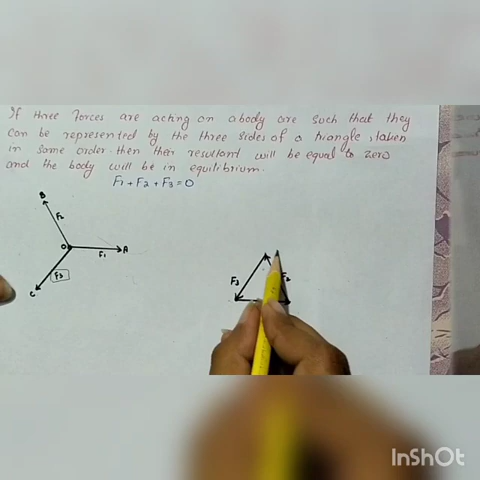 If three forces are acting on a body are such that they
can be represented by the three sides of a triangle, taken
in same order then their resultant will be equal to zero
and the body will be in equilibrium.
F1 + F2 + F3 = 0
B
F2
O
A
F1
F3
C
F3
F2
InShOt